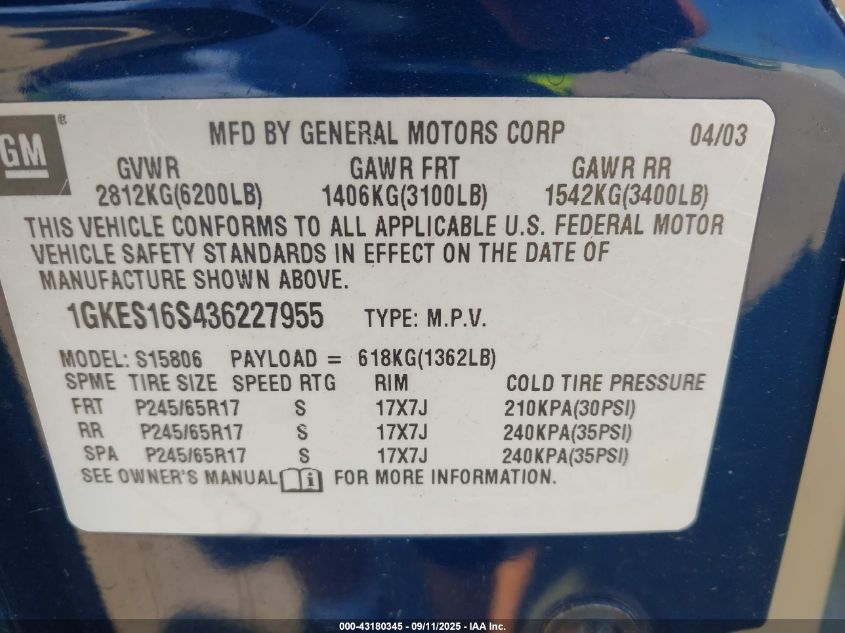 GM®
MFD BY GENERAL MOTORS CORP 04/03
GVWR GAWR FRT GAWR RR
2812KG(6200LB) 1406KG(3100LB) 1542KG(3400LB)
THIS VEHICLE CONFORMS TO ALL APPLICABLE U.S. FEDERAL MOTOR
VEHICLE SAFETY STANDARDS IN EFFECT ON THE DATE OF
MANUFACTURE SHOWN ABOVE.
1GKES16S436227955 TYPE: M.P.V.
MODEL: S15806 PAYLOAD = 618KG(1362LB)
SPME TIRE SIZE SPEED RTG RIM COLD TIRE PRESSURE
FRT P245/65R17 S 17X7J 210KPA(30PSI)
RR P245/65R17 S 17X7J 240KPA(35PSI)
SPA P245/65R17 S 17X7J 240KPA(35PSI)
SEE OWNER'S MANUAL i FOR MORE INFORMATION.
000-43180345 - 09/11/2025 - IAA Inc.